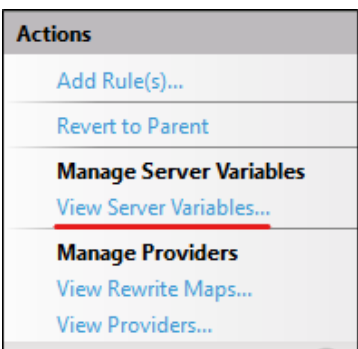 Actions
Add Rule(s)...
Revert to Parent
Manage Server Variables
View Server Variables...
Manage Providers
View Rewrite Maps...
View Providers...